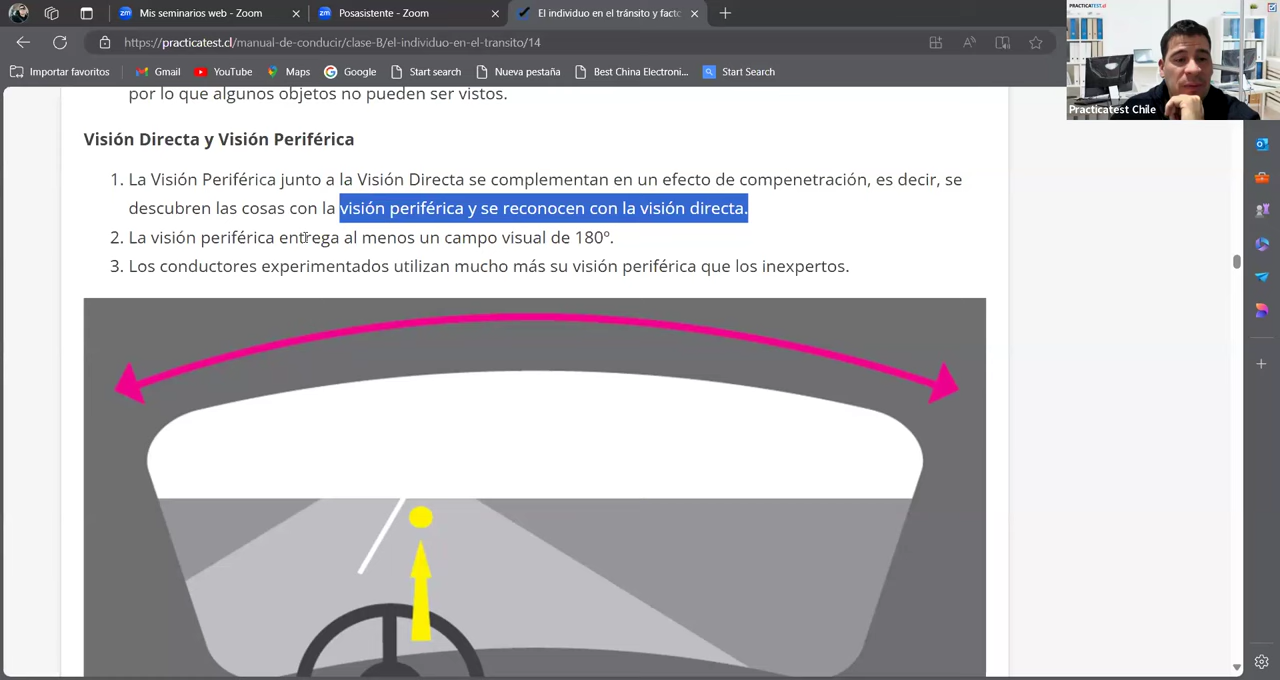 Mis seminarios web - Zoom
Posasistente - Zoom
El individuo en el tránsito y facto
https://practicatest.cl/manual-de-conducir/clase-B/el-individuo-en-el-transito/14
Importar favoritos
Gmail
YouTube
Maps
Google
Start search
Nueva pestaña
Best China Electroni...
Start Search
PRACTICATEST.cl
Practicatest Chile
por lo que algunos objetos no pueden ser vistos.
Visión Directa y Visión Periférica
1. La Visión Periférica junto a la Visión Directa se complementan en un efecto de compenetración, es decir, se
descubren las cosas con la visión periférica y se reconocen con la visión directa.
2. La visión periférica entrega al menos un campo visual de 180º.
3. Los conductores experimentados utilizan mucho más su visión periférica que los inexpertos.